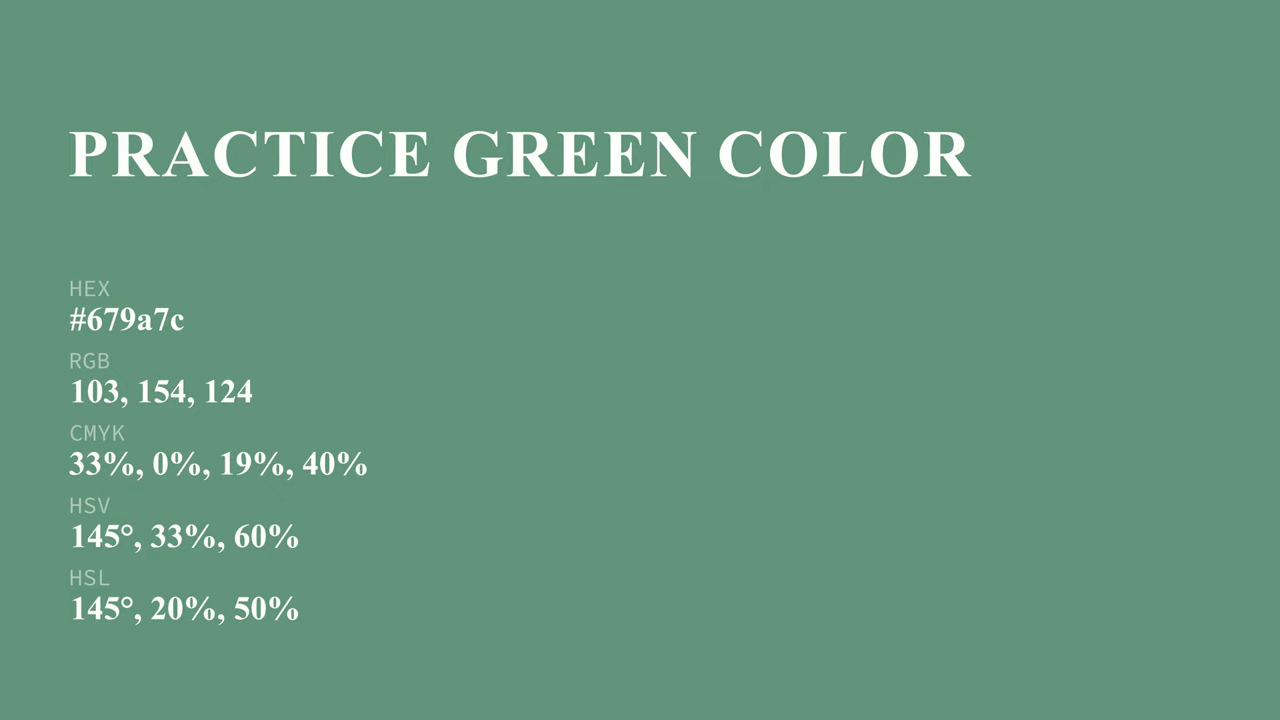 PRACTICE GREEN COLOR
HEX
#679a7c
RGB
103, 154, 124
CMYK
33%, 0%, 19%, 40%
HSV
145°, 33%, 60%
HSL
145°, 20%, 50%